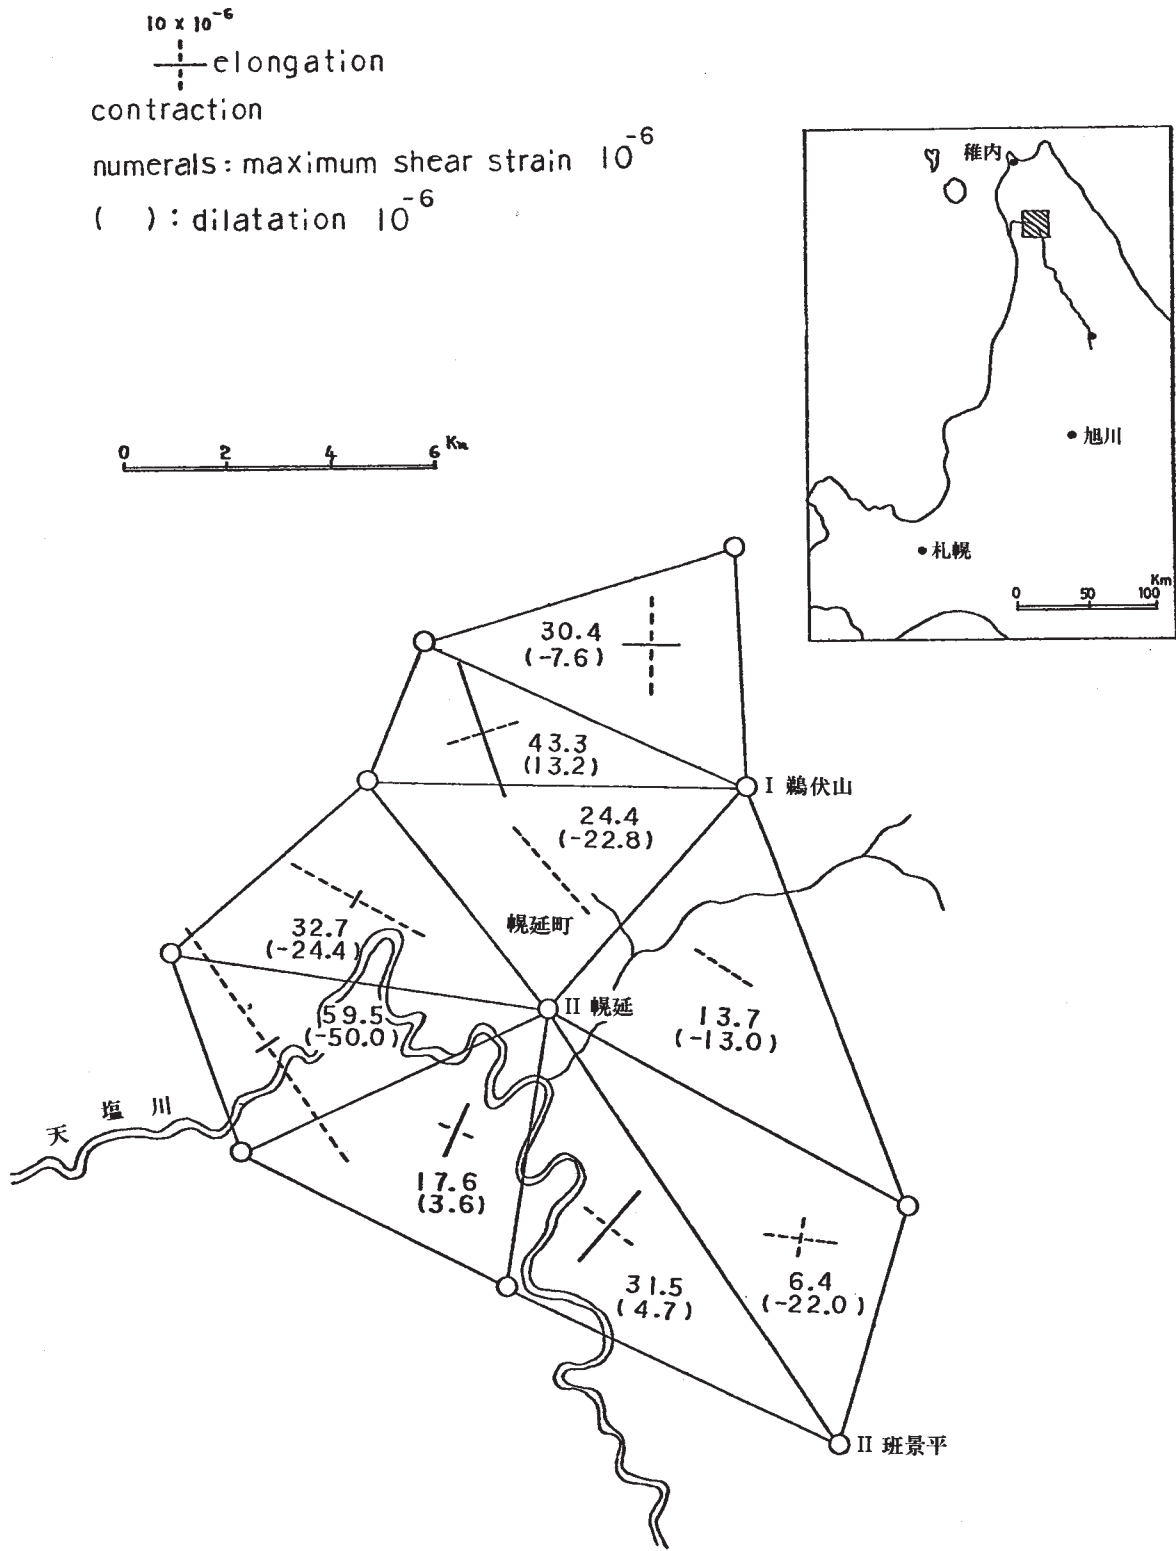 10 x 10⁻⁶
elongation
contraction
numerals: maximum shear strain 10⁻⁶
( ): dilatation 10⁻⁶
稚内
旭川
札幌
0 50 100 Km
0 2 4 6 Km
30.4
(-7.6)
43.3
(13.2)
I 鵜伏山
24.4
(-22.8)
32.7
(-24.4)
幌延町
59.5
(-50.0)
II 幌延
13.7
(-13.0)
天塩川
17.6
(3.6)
31.5
(4.7)
6.4
(-22.0)
II 班景平